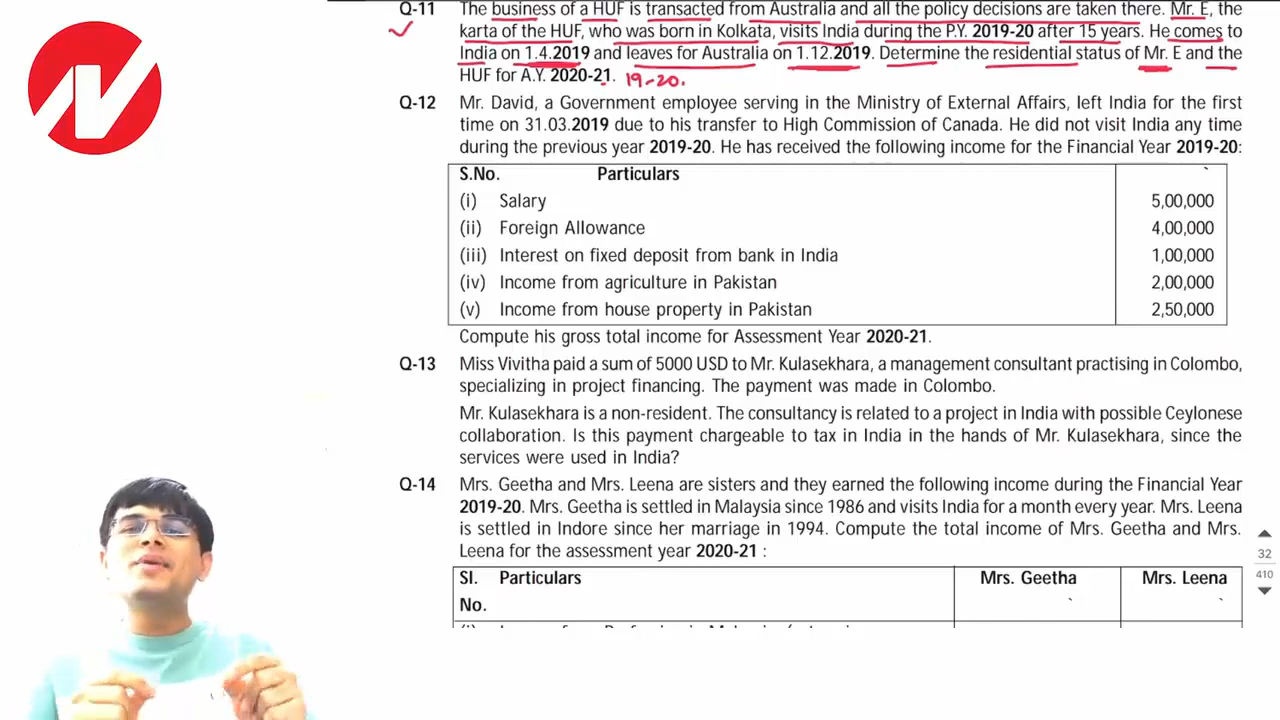 Q-11 The business of a HUF is transacted from Australia and all the policy decisions are taken there. Mr. E, the
karta of the HUF, who was born in Kolkata, visits India during the P.Y. 2019-20 after 15 years. He comes to
India on 1.4.2019 and leaves for Australia on 1.12.2019. Determine the residential status of Mr. E and the
HUF for A.Y. 2020-21. 19-20.
Q-12 Mr. David, a Government employee serving in the Ministry of External Affairs, left India for the first
time on 31.03.2019 due to his transfer to High Commission of Canada. He did not visit India any time
during the previous year 2019-20. He has received the following income for the Financial Year 2019-20:
S.No. Particulars `
(i) Salary 5,00,000
(ii) Foreign Allowance 4,00,000
(iii) Interest on fixed deposit from bank in India 1,00,000
(iv) Income from agriculture in Pakistan 2,00,000
(v) Income from house property in Pakistan 2,50,000
Compute his gross total income for Assessment Year 2020-21.
Q-13 Miss Vivitha paid a sum of 5000 USD to Mr. Kulasekhara, a management consultant practising in Colombo,
specializing in project financing. The payment was made in Colombo.
Mr. Kulasekhara is a non-resident. The consultancy is related to a project in India with possible Ceylonese
collaboration. Is this payment chargeable to tax in India in the hands of Mr. Kulasekhara, since the
services were used in India?
Q-14 Mrs. Geetha and Mrs. Leena are sisters and they earned the following income during the Financial Year
2019-20. Mrs. Geetha is settled in Malaysia since 1986 and visits India for a month every year. Mrs. Leena
is settled in Indore since her marriage in 1994. Compute the total income of Mrs. Geetha and Mrs.
Leena for the assessment year 2020-21 :
Sl. Particulars Mrs. Geetha Mrs. Leena
No. ` `
32
410